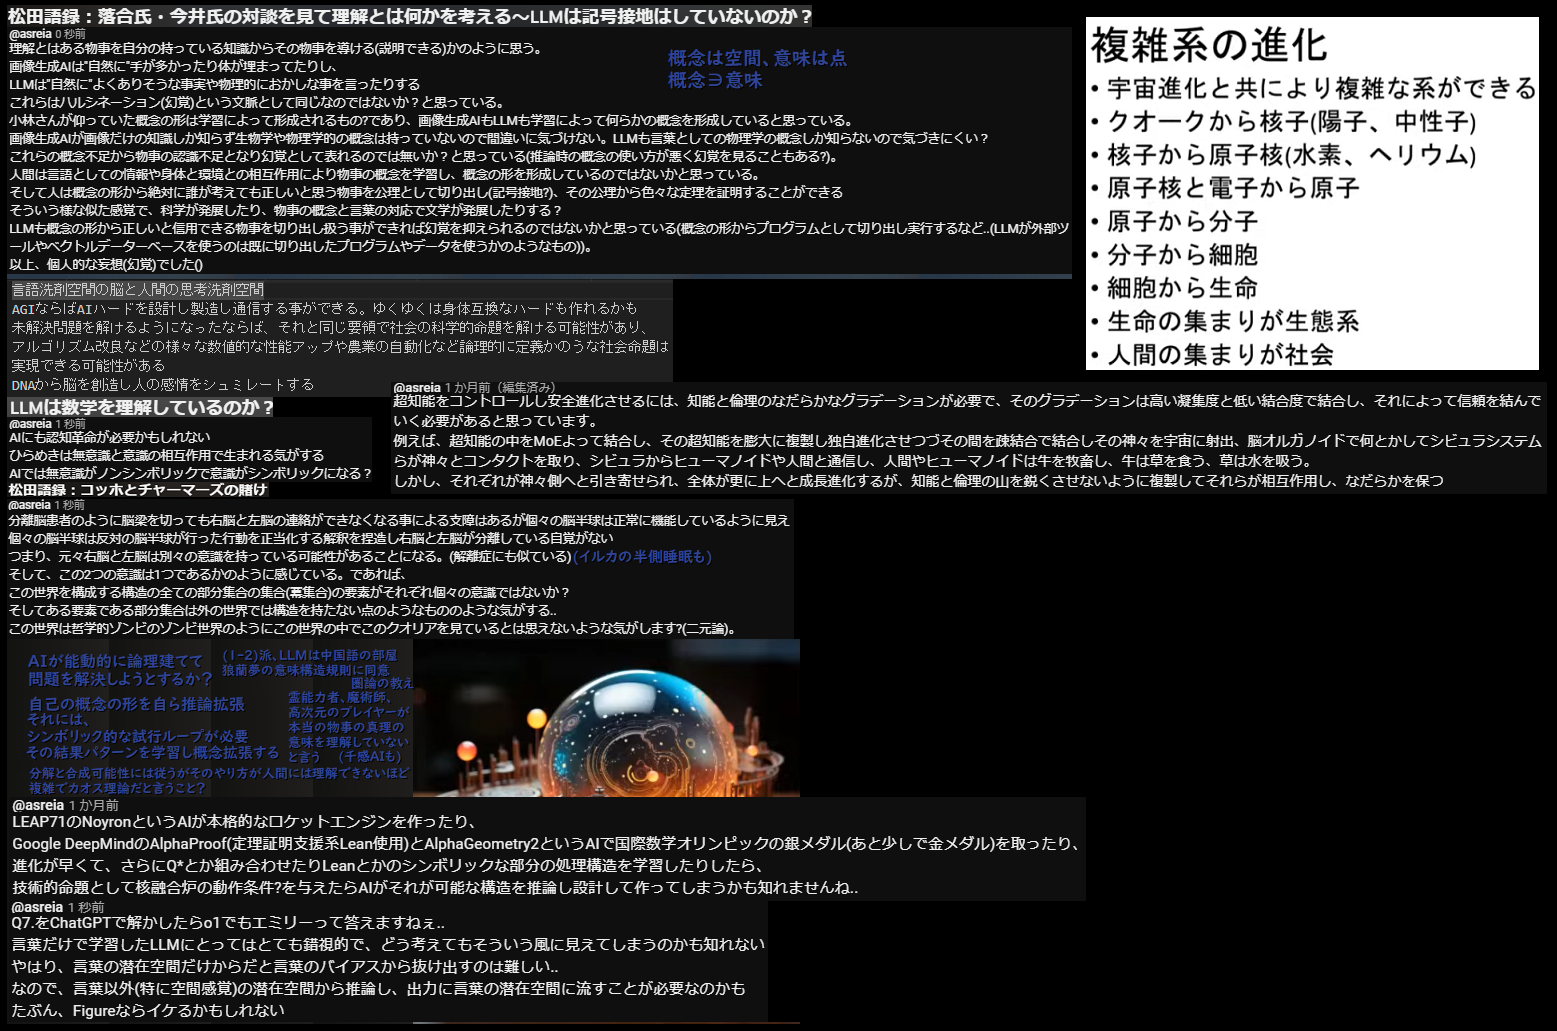 松田語録：落合氏・今井氏の対談を見て理解とは何かを考える〜LLMは記号接地はしていないのか？
@asreia 0 秒前
理解とはある物事を自分の持っている知識からその物事を導ける(説明できる)かのように思う。
画像生成AIは"自然に"手が多かったり体が埋まってたりし、
LLMは"自然に"よくありそうな事実や物理的におかしな事を言ったりする
これらはハルシネーション(幻覚)という文脈として同じなのではないか？と思っている。
小林さんが仰っていた概念の形は学習によって形成されるもの?であり、画像生成AIもLLMも学習によって何らかの概念を形成していると思っている。
画像生成AIが画像だけの知識しか知らず生物学や物理学的の概念は持っていないので間違いに気づけない。LLMも言葉としての物理学の概念しか知らないので気づきにくい？
これらの概念不足から物事の認識不足となり幻覚として表れるのでは無いか？と思っている(推論時の概念の使い方が悪く幻覚を見ることもある?)。
人間は言語としての情報や身体と環境との相互作用により物事の概念を学習し、概念の形を形成しているのではないかと思っている。
そして人は概念の形から絶対に誰が考えても正しいと思う物事を公理として切り出し(記号接地?)、その公理から色々な定理を証明することができる
そういう様な似た感覚で、科学が発展したり、物事の概念と言葉の対応で文学が発展したりする？
LLMも概念の形から正しいと信用できる物事を切り出し扱う事ができれば幻覚を抑えられるのではないかと思っている(概念の形からプログラムとして切り出し実行するなど..(LLMが外部ツ
ールやベクトルデーターベースを使うのは既に切り出したプログラムやデータを使うかのようなもの))。
以上、個人的な妄想(幻覚)でした()
概念は空間、意味は点
概念∋意味
複雑系の進化
• 宇宙進化と共により複雑な系ができる
• クオークから核子(陽子、中性子)
• 核子から原子核(水素、ヘリウム)
• 原子核と電子から原子
• 原子から分子
• 分子から細胞
• 細胞から生命
• 生命の集まりが生態系
• 人間の集まりが社会
言語洗剤空間の脳と人間の思考洗剤空間
AGIならばAIハードを設計し製造し通信する事ができる。ゆくゆくは身体互換なハードも作れるかも
未解決問題を解けるようになったならば、それと同じ要領で社会の科学的命題を解ける可能性があり、
アルゴリズム改良などの様々な数値的な性能アップや農業の自動化など論理的に定義かのうな社会命題は
実現できる可能性がある
DNAから脳を創造し人の感情をシュミレートする
@asreia 1 か月前（編集済み）
超知能をコントロールし安全進化させるには、知能と倫理のなだらかなグラデーションが必要で、そのグラデーションは高い凝集度と低い結合度で結合し、それによって信頼を結んで
いく必要があると思っています。
例えば、超知能の中をMoEよって結合し、その超知能を膨大に複製し独自進化させつづその間を疎結合で結合しその神々を宇宙に射出、脳オルガノイドで何とかしてシビュラシステム
らが神々とコンタクトを取り、シビュラからヒューマノイドや人間と通信し、人間やヒューマノイドは牛を牧畜し、牛は草を食う、草は水を吸う。
しかし、それぞれが神々側へと引き寄せられ、全体が更に上へと成長進化するが、知能と倫理の山を鋭くさせないように複製してそれらが相互作用し、なだらかを保つ
LLMは数学を理解しているのか？
@asreia 1 秒前
AIにも認知革命が必要かもしれない
ひらめきは無意識と意識の相互作用で生まれる気がする
AIでは無意識がノンシンボリックで意識がシンボリックになる？
松田語録：コッホとチャーマーズの賭け
@asreia 1 秒前
分離脳患者のように脳梁を切っても右脳と左脳の連絡ができなくなる事による支障はあるが個々の脳半球は正常に機能しているように見え
個々の脳半球は反対の脳半球が行った行動を正当化する解釈を捏造し右脳と左脳が分離している自覚がない
つまり、元々右脳と左脳は別々の意識を持っている可能性があることになる。(解離症にも似ている)(イルカの半側睡眠も)
そして、この2つの意識は1つであるかのように感じている。であれば、
この世界を構成する構造の全ての部分集合の集合(冪集合)の要素がそれぞれ個々の意識ではないか？
そしてある要素である部分集合は外の世界では構造を持たない点のようなもののような気がする..
この世界は哲学的ゾンビのゾンビ世界のようにこの世界の中でこのクオリアを見ているとは思えないような気がします?(二元論)。
AIが能動的に論理建てて
問題を解決しようとするか?
自己の概念の形を自ら推論拡張
それには、
シンボリック的な試行ループが必要
その結果パターンを学習し概念拡張する
(1-2)派、LLMは中国語の部屋
狼蘭夢の意味構造規則に同意
圏論の教え
霊能力者、魔術師、
高次元のプレイヤーが
本当の物事の真理の
意味を理解していない
と言う　(千感AIも)
分解と合成可能性には従うがそのやり方が人間には理解できないほど
複雑でカオス理論だと言うこと?
@asreia 1 か月前
LEAP71のNoyronというAIが本格的なロケットエンジンを作ったり、
Google DeepMindのAlphaProof(定理証明支援系Lean使用)とAlphaGeometry2というAIで国際数学オリンピックの銀メダル(あと少しで金メダル)を取ったり、
進化が早くて、さらにQ*とか組み合わせたりLeanとかのシンボリックな部分の処理構造を学習したりしたら、
技術的命題として核融合炉の動作条件?を与えたらAIがそれが可能な構造を推論し設計して作ってしまうかも知れませんね..
@asreia 1 秒前
Q7.をChatGPTで解かしたらo1でもエミリーって答えますねぇ..
言葉だけで学習したLLMにとってはとても錯視的で、どう考えてもそういう風に見えてしまうのかも知れない
やはり、言葉の潜在空間だけからだと言葉のバイアスから抜け出すのは難しい..
なので、言葉以外(特に空間感覚)の潜在空間から推論し、出力に言葉の潜在空間に流すことが必要なのかも
たぶん、Figureならイケるかもしれない